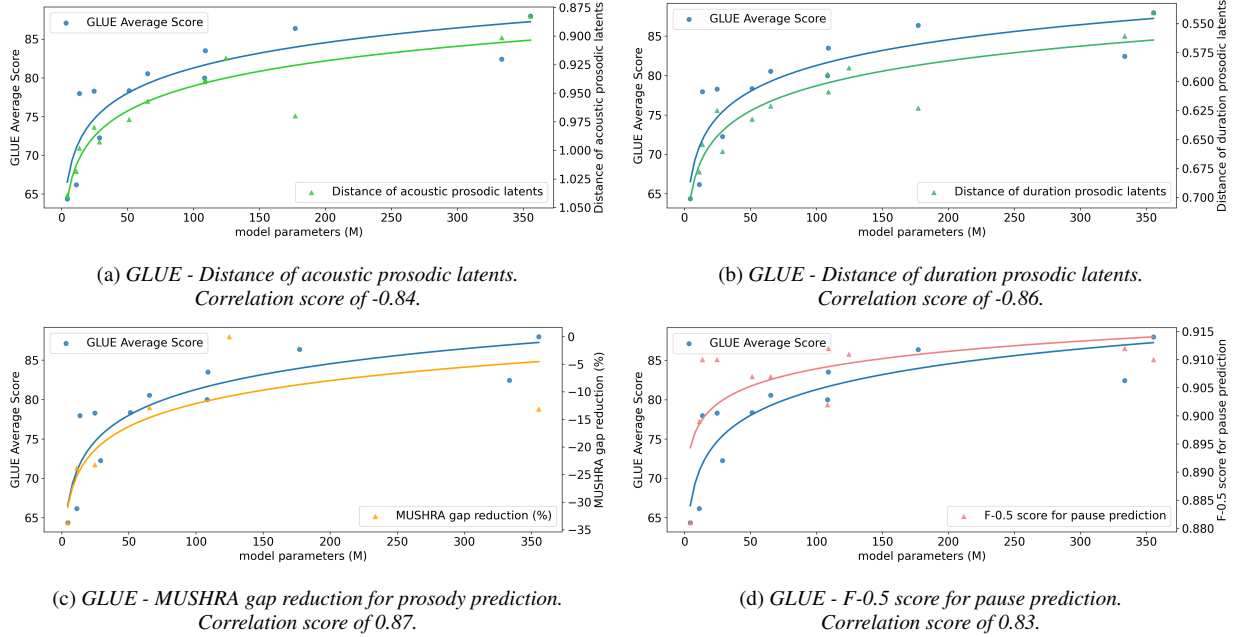 GLUE Average Score
85
80
75
70
65
GLUE Average Score
0.875
0.900
0.925
0.950
0.975
1.000
1.025
1.050
Distance of acoustic prosodic latents
Distance of acoustic prosodic latents
0 50 100 150 200 250 300 350
model parameters (M)
(a) GLUE - Distance of acoustic prosodic latents.
Correlation score of -0.84.
GLUE Average Score
85
80
75
70
65
GLUE Average Score
0.550
0.575
0.600
0.625
0.650
0.675
0.700
Distance of duration prosodic latents
Distance of duration prosodic latents
0 50 100 150 200 250 300 350
model parameters (M)
(b) GLUE - Distance of duration prosodic latents.
Correlation score of -0.86.
GLUE Average Score
85
80
75
70
65
GLUE Average Score
0
−5
−10
−15
−20
−25
−30
−35
MUSHRA gap reduction (%)
MUSHRA gap reduction (%)
0 50 100 150 200 250 300 350
model parameters (M)
(c) GLUE - MUSHRA gap reduction for prosody prediction.
Correlation score of 0.87.
GLUE Average Score
85
80
75
70
65
GLUE Average Score
0.915
0.910
0.905
0.900
0.895
0.890
0.885
0.880
F-0.5 score for pause prediction
F-0.5 score for pause prediction
0 50 100 150 200 250 300 350
model parameters (M)
(d) GLUE - F-0.5 score for pause prediction.
Correlation score of 0.83.